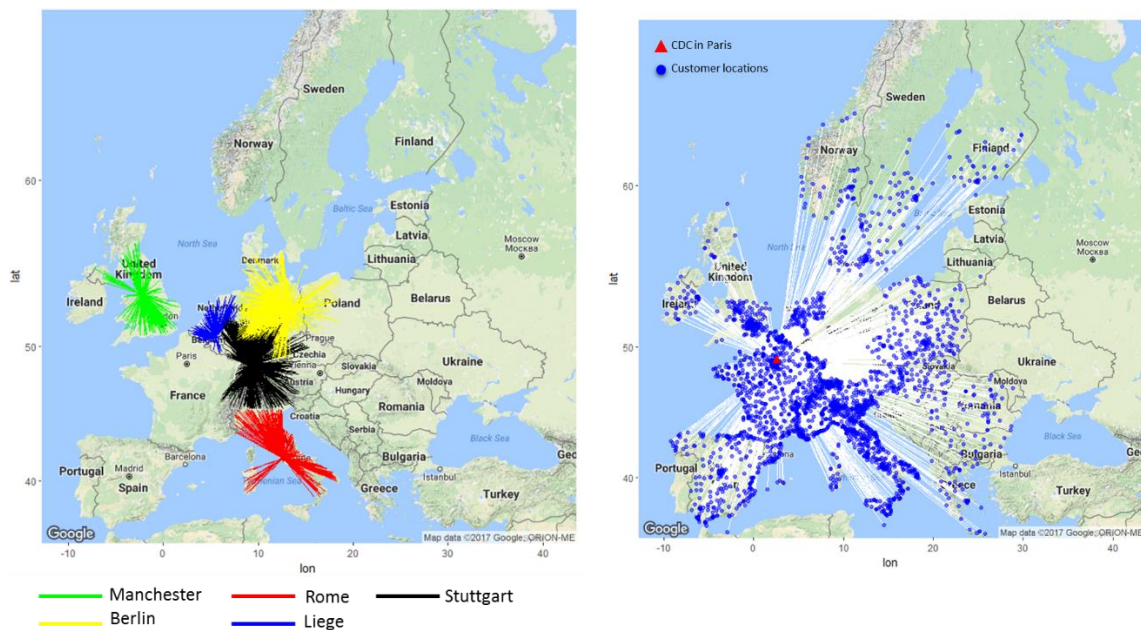 Sweden
Norway
Finland
60
Baltic Sea
Estonia
Latvia
North Sea
Moscow
Москва
Denmark
Lithuania
United
Kingdom
Ireland
Poland
Belarus
lat
50
Paris
Prague
Czechia
Slovakia
Ukraine
Austria
Moldova
France
Hungary
Romania
Croatia
Serbia
Black Sea
Barcelona
Bulgaria
Portugal
Madrid
Istanbul
Spain
40
Greece
Turkey
Google
Map data ©2017 Google, ORION-ME
-10 0 10 20 30 40
lon
Manchester Rome Stuttgart
Berlin Liege
CDC in Paris
Customer locations
Sweden
Norway
Finland
60
Estonia
Latvia
North Sea
Moscow
Москва
Lithuania
United
Kingdom
Belarus
lat
50
Ukraine
Slovakia
Moldova
France
Romania
Black Sea
Bulgaria
Portugal
Istanbul
40
Turkey
Google
Map data ©2017 Google, ORION-ME
-10 0 10 20 30 40
lon